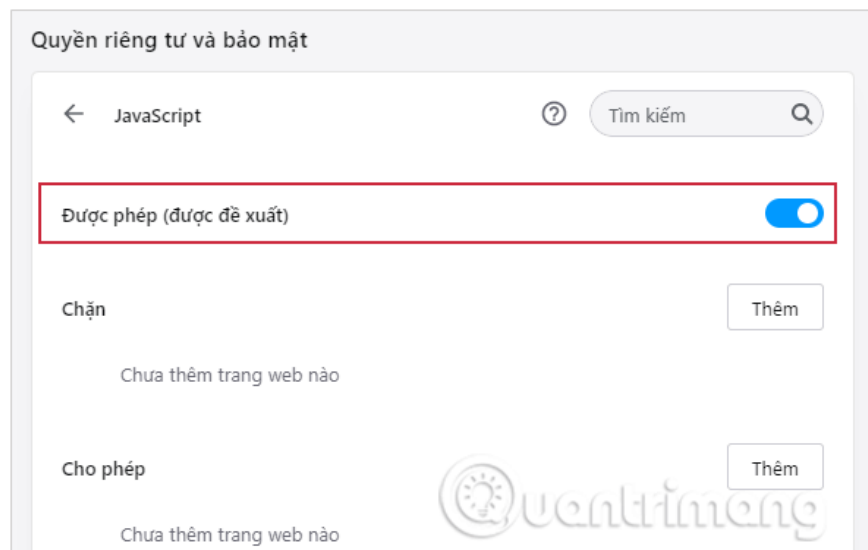 Quyền riêng tư và bảo mật
JavaScript
Tìm kiếm
Được phép (được đề xuất)
Chặn
Thêm
Chưa thêm trang web nào
Cho phép
Thêm
Chưa thêm trang web nào
Quantrimang